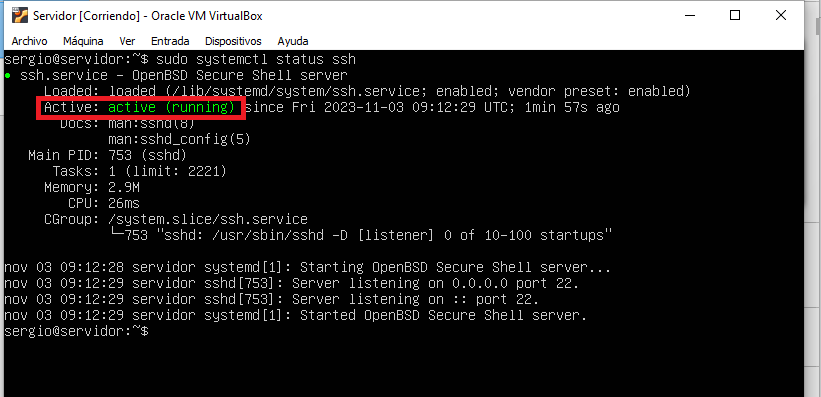 Servidor [Corriendo] - Oracle VM VirtualBox
Archivo Máquina Ver Entrada Dispositivos Ayuda
sergio@servidor:~$ sudo systemctl status ssh
● ssh.service - OpenBSD Secure Shell server
Loaded: loaded (/lib/systemd/system/ssh.service; enabled; vendor preset: enabled)
Active: active (running) since Fri 2023-11-03 09:12:29 UTC; 1min 57s ago
Docs: man:sshd(8)
man:sshd_config(5)
Main PID: 753 (sshd)
Tasks: 1 (limit: 2221)
Memory: 2.9M
CPU: 26ms
CGroup: /system.slice/ssh.service
└─753 "sshd: /usr/sbin/sshd -D [listener] 0 of 10-100 startups"
nov 03 09:12:28 servidor systemd[1]: Starting OpenBSD Secure Shell server...
nov 03 09:12:29 servidor sshd[753]: Server listening on 0.0.0.0 port 22.
nov 03 09:12:29 servidor sshd[753]: Server listening on :: port 22.
nov 03 09:12:29 servidor systemd[1]: Started OpenBSD Secure Shell server.
sergio@servidor:~$